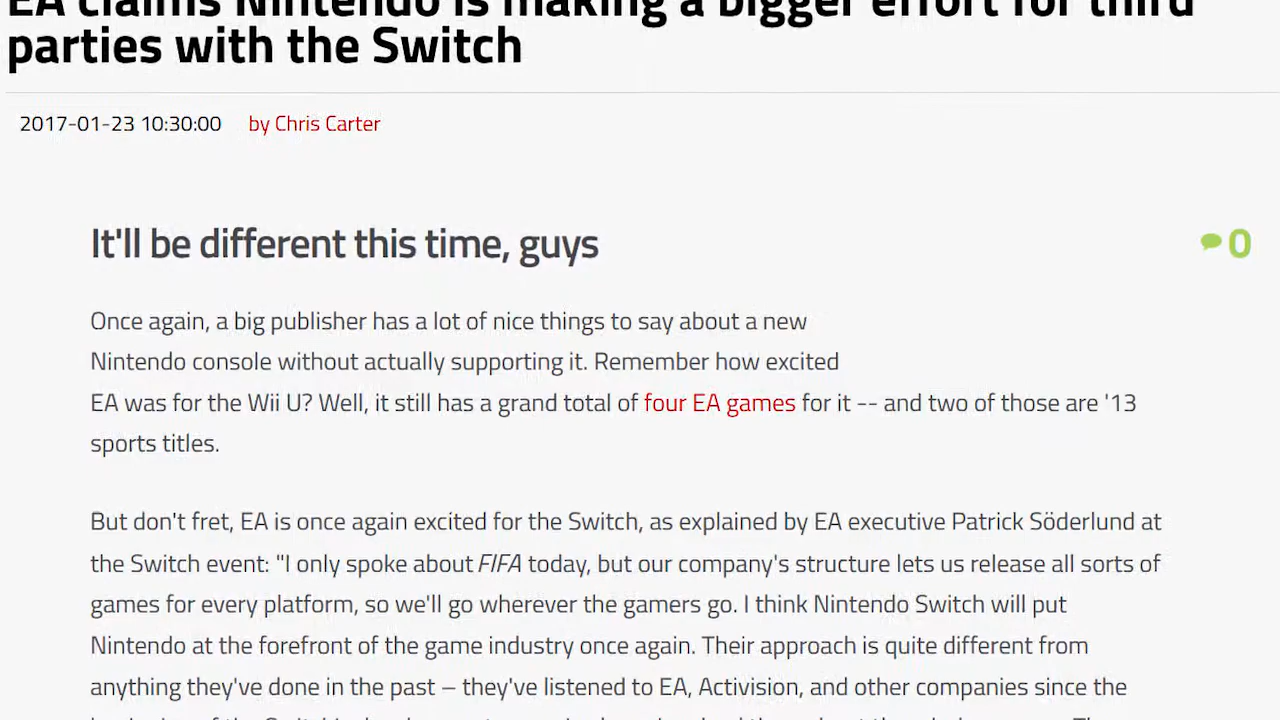 EA claims Nintendo is making a bigger effort for third
parties with the Switch
2017-01-23 10:30:00 by Chris Carter
It'll be different this time, guys
0
Once again, a big publisher has a lot of nice things to say about a new
Nintendo console without actually supporting it. Remember how excited
EA was for the Wii U? Well, it still has a grand total of four EA games for it -- and two of those are '13
sports titles.
But don't fret, EA is once again excited for the Switch, as explained by EA executive Patrick Söderlund at
the Switch event: "I only spoke about FIFA today, but our company's structure lets us release all sorts of
games for every platform, so we'll go wherever the gamers go. I think Nintendo Switch will put
Nintendo at the forefront of the game industry once again. Their approach is quite different from
anything they've done in the past – they've listened to EA, Activision, and other companies since the